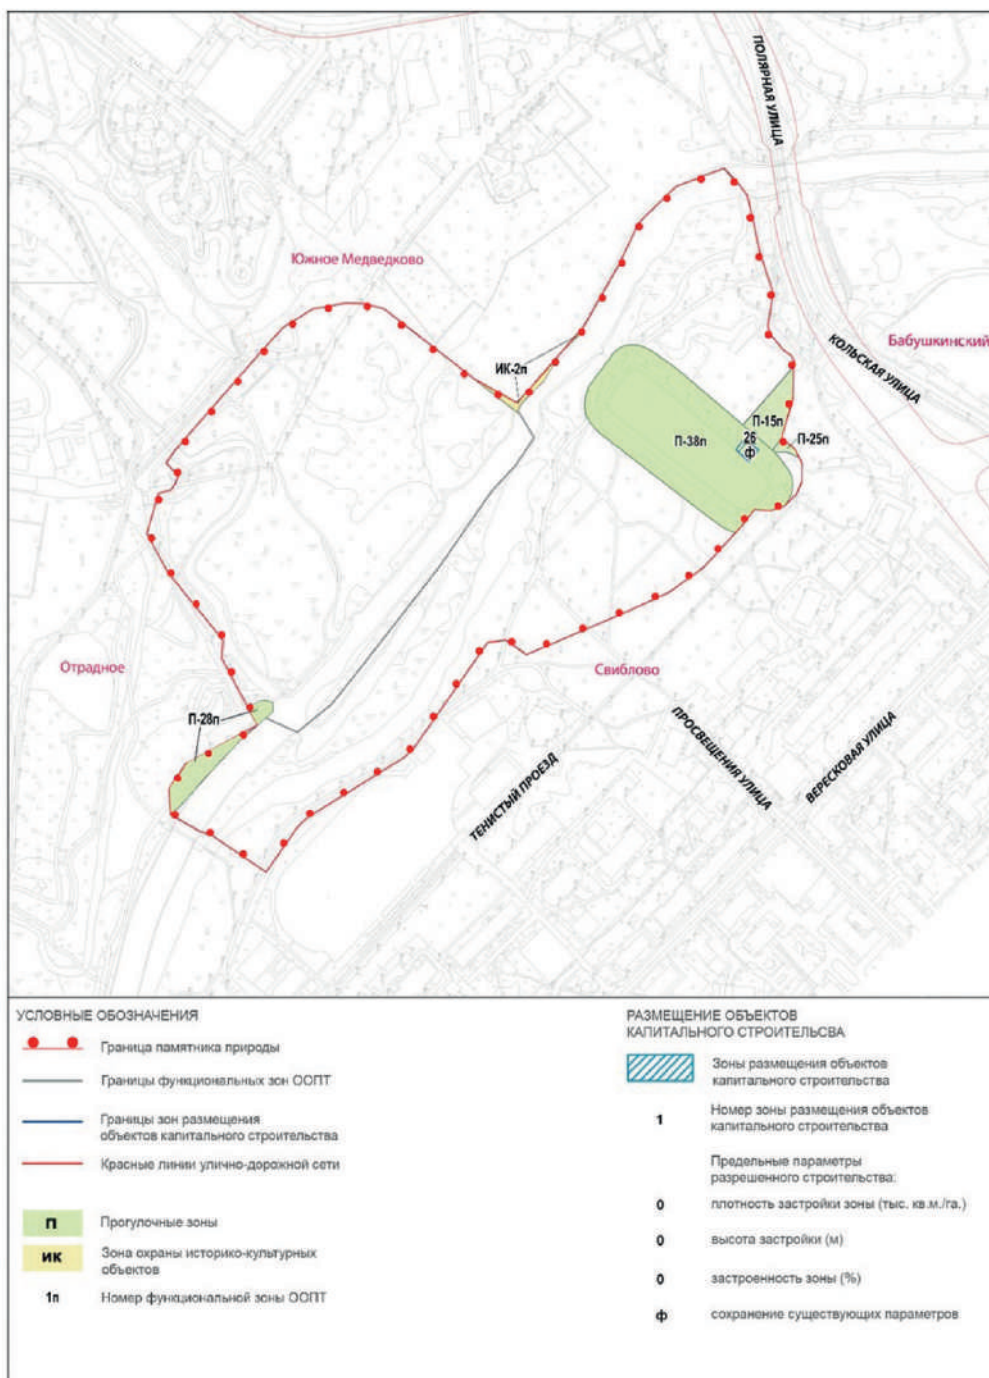 ПОЛЯРНАЯ УЛИЦА
Южное Медведково
КОЛЬСКАЯ УЛИЦА
Бабушкинский
ИК-2п
П-15п
П-38п
26
ф
П-25п
Отрадное
Свиблово
П-28п
ТЕНИСТЫЙ ПРОЕЗД
ПРОСВЕЩЕНИЯ УЛИЦА
ВЕРЕСКОВАЯ УЛИЦА
УСЛОВНЫЕ ОБОЗНАЧЕНИЯ
Граница памятника природы
Границы функциональных зон ООПТ
Границы зон размещения
объектов капитального строительства
Красные линии улично-дорожной сети
П
Прогулочные зоны
ИК
Зона охраны историко-культурных
объектов
1п
Номер функциональной зоны ООПТ
РАЗМЕЩЕНИЕ ОБЪЕКТОВ
КАПИТАЛЬНОГО СТРОИТЕЛЬСВА
Зоны размещения объектов
капитального строительства
1
Номер зоны размещения объектов
капитального строительства
Предельные параметры
разрешенного строительства:
0
плотность застройки зоны (тыс. кв.м./га.)
0
высота застройки (м)
0
застроенность зоны (%)
ф
сохранение существующих параметров